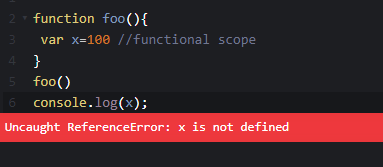 2 function foo(){
3 var x=100 //functional scope
4 }
5 foo()
6 console.log(x);
Uncaught ReferenceError: x is not defined